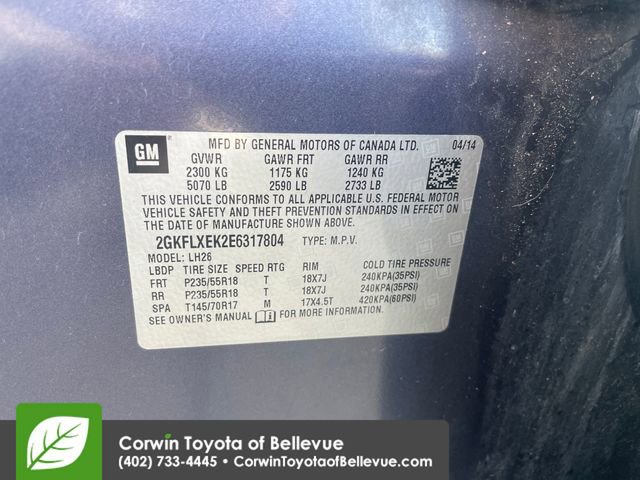 GM
MFD BY GENERAL MOTORS OF CANADA LTD. 04/14
GVWR GAWR FRT GAWR RR
2300 KG 1175 KG 1240 KG
5070 LB 2590 LB 2733 LB
THIS VEHICLE CONFORMS TO ALL APPLICABLE U.S. FEDERAL MOTOR
VEHICLE SAFETY AND THEFT PREVENTION STANDARDS IN EFFECT ON
THE DATE OF MANUFACTURE SHOWN ABOVE.
2GKFLXEK2E6317804 TYPE: M.P.V.
MODEL: LH26
LBDP TIRE SIZE SPEED RTG RIM COLD TIRE PRESSURE
FRT P235/55R18 T 18X7J 240KPA(35PSI)
RR P235/55R18 T 18X7J 240KPA(35PSI)
SPA T145/70R17 M 17X4.5T 420KPA(60PSI)
SEE OWNER'S MANUAL FOR MORE INFORMATION.
Corwin Toyota of Bellevue
(402) 733-4445 • CorwinToyotaofBellevue.com